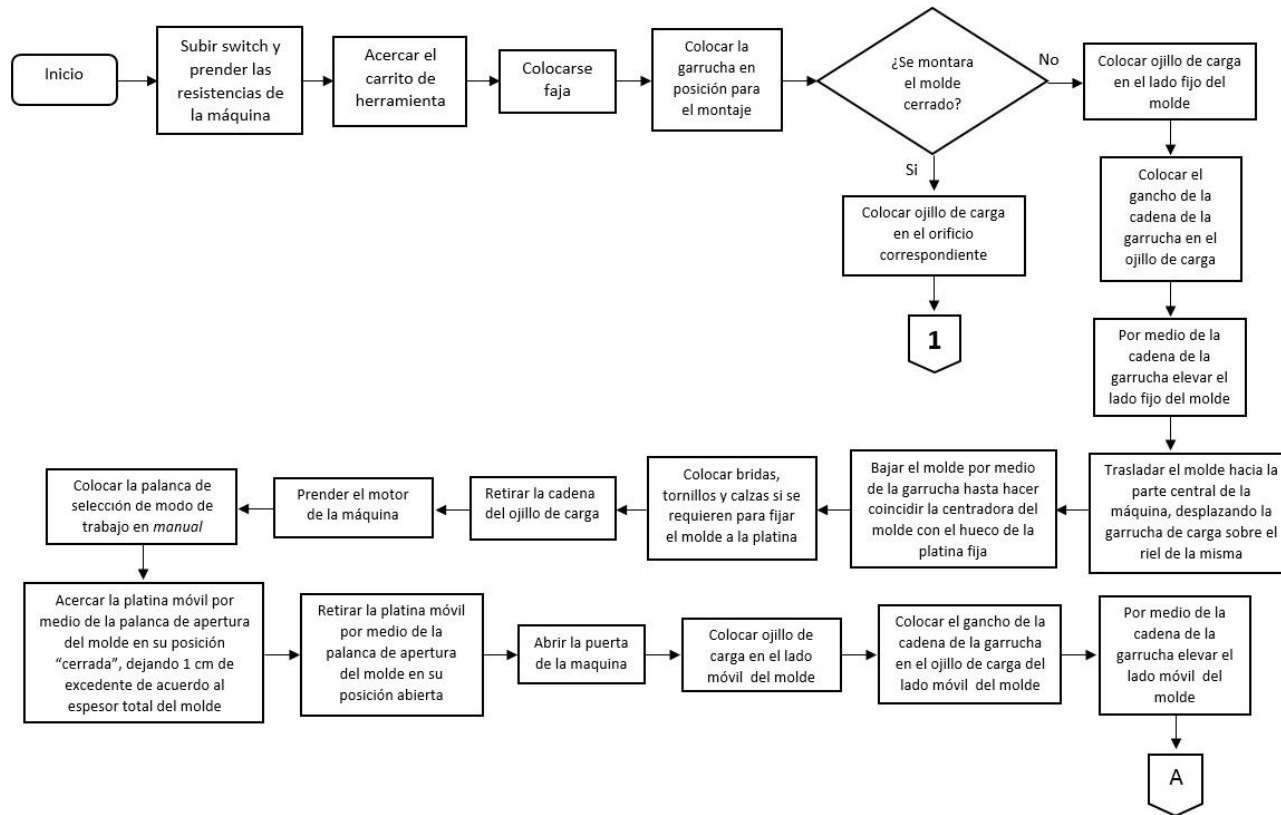 Inicio
Subir switch y
prender las
resistencias de
la máquina
Acercar el
carrito de
herramienta
Colocarse
faja
Colocar la
garrucha en
posición para
el montaje
¿Se montara
el molde
cerrado?
No
Colocar ojillo de carga
en el lado fijo del
molde
Si
Colocar ojillo de carga
en el orificio
correspondiente
1
Colocar el
gancho de la
cadena de la
garrucha en el
ojillo de carga
Por medio de la
cadena de la
garrucha elevar el
lado fijo del molde
Trasladar el molde hacia la
parte central de la
máquina, desplazando la
garrucha de carga sobre el
riel de la misma
Bajar el molde por medio
de la garrucha hasta hacer
coincidir la centradora del
molde con el hueco de la
platina fija
Colocar bridas,
tornillos y calzas si se
requieren para fijar
el molde a la platina
Retirar la cadena
del ojillo de carga
Prender el motor
de la máquina
Colocar la palanca de
selección de modo de
trabajo en manual
Acercar la platina móvil por
medio de la palanca de apertura
del molde en su posición
“cerrada”, dejando 1 cm de
excedente de acuerdo al
espesor total del molde
Retirar la platina móvil
por medio de la
palanca de apertura
del molde en su
posición abierta
Abrir la puerta
de la maquina
Colocar ojillo de
carga en el lado
móvil del molde
Colocar el gancho de la
cadena de la garrucha
en el ojillo de carga del
lado móvil del molde
Por medio de la
cadena de la
garrucha elevar el
lado móvil del
molde
A